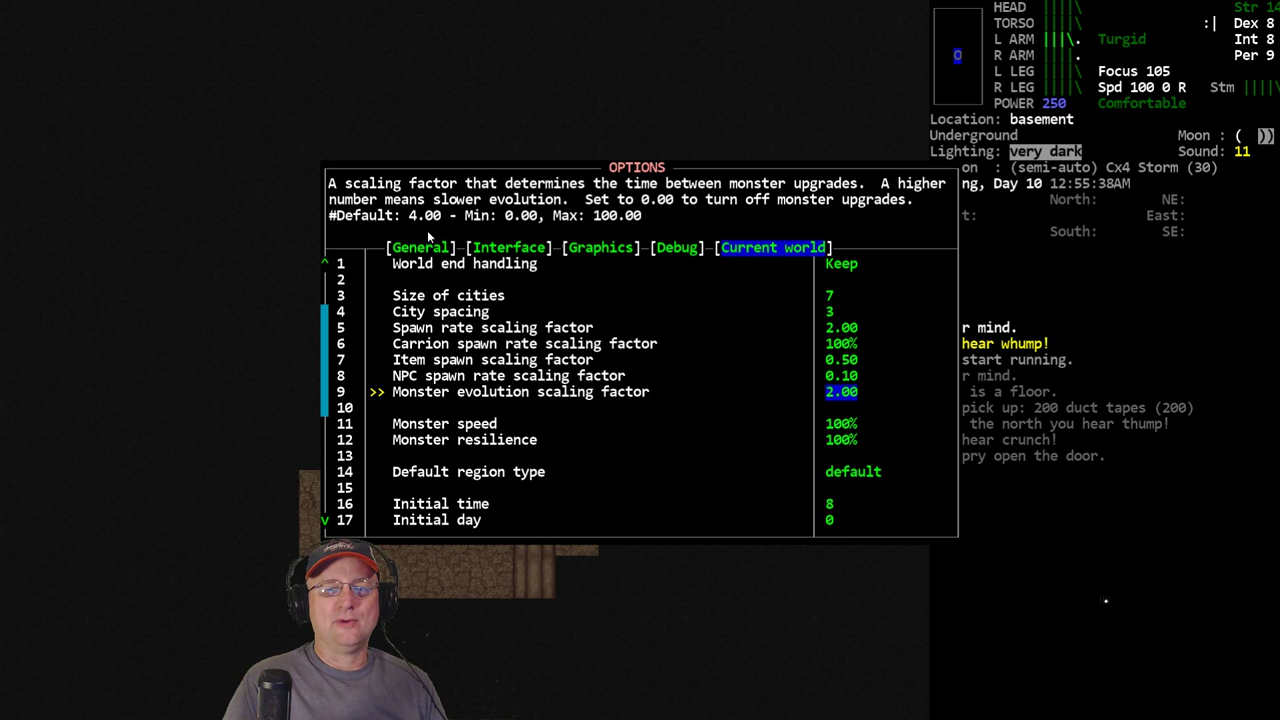 HEAD Str 14
TORSO :| Dex 8
L ARM |||\. Turgid Int 8
R ARM . Per 9
L LEG Focus 105
R LEG Spd 100 0 R Stm
POWER 250 Comfortable
0
Location: basement
Underground Moon : ( ))
Lighting: very dark Sound: 11
on : (semi-auto) Cx4 Storm (30)
ng, Day 10 12:55:38AM
North: NE:
t: East:
South: SE:
OPTIONS
A scaling factor that determines the time between monster upgrades. A higher
number means slower evolution. Set to 0.00 to turn off monster upgrades.
#Default: 4.00 - Min: 0.00, Max: 100.00
[General] [Interface] [Graphics] [Debug] [Current world]
^ 1 World end handling Keep
2
3 Size of cities 7
4 City spacing 3
5 Spawn rate scaling factor 2.00
6 Carrion spawn rate scaling factor 100%
7 Item spawn scaling factor 0.50
8 NPC spawn rate scaling factor 0.10
9 >> Monster evolution scaling factor 2.00
10
11 Monster speed 100%
12 Monster resilience 100%
13
14 Default region type default
15
16 Initial time 8
v 17 Initial day 0
r mind.
hear whump!
start running.
r mind.
is a floor.
pick up: 200 duct tapes (200)
the north you hear thump!
hear crunch!
pry open the door.